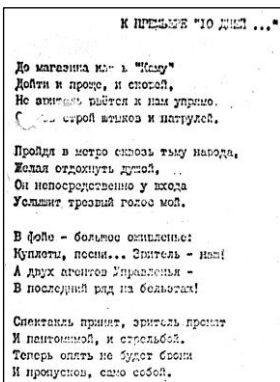 К ПРЕМЬЕРЕ "10 ДНЕЙ ..."
До магазина или в "Каму"
Дойти и проще, и скорей,
Но зритель рвётся к нам упрямо
строй штыков и патрулей.
Пройдя в метро сквозь тьму народа,
Желая отдохнуть душой,
Он непосредственно у входа
Услышит трезвый голос мой.
В фойе - большое оживленье:
Куплеты, песни... Зритель - наш!
А двух агентов Управленья -
В последний ряд на бельэтаж!
Спектакль принят, зритель пронят
И пантомимой, и стрельбой.
Теперь опять не будет брони
И пропусков, само собой.